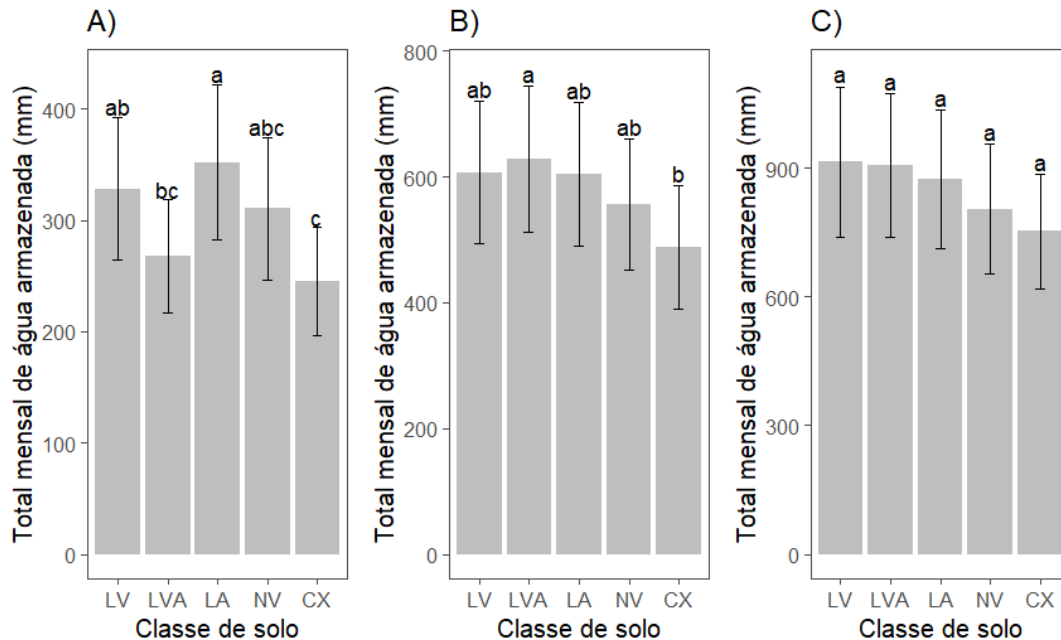 A)
Total mensal de água armazenada (mm)
400
300
200
100
0
ab
bc
a
abc
c
LV LVA LA NV CX
Classe de solo
B)
Total mensal de água armazenada (mm)
800
600
400
200
0
ab
a
ab
ab
b
LV LVA LA NV CX
Classe de solo
C)
Total mensal de água armazenada (mm)
900
600
300
0
a
a
a
a
a
LV LVA LA NV CX
Classe de solo